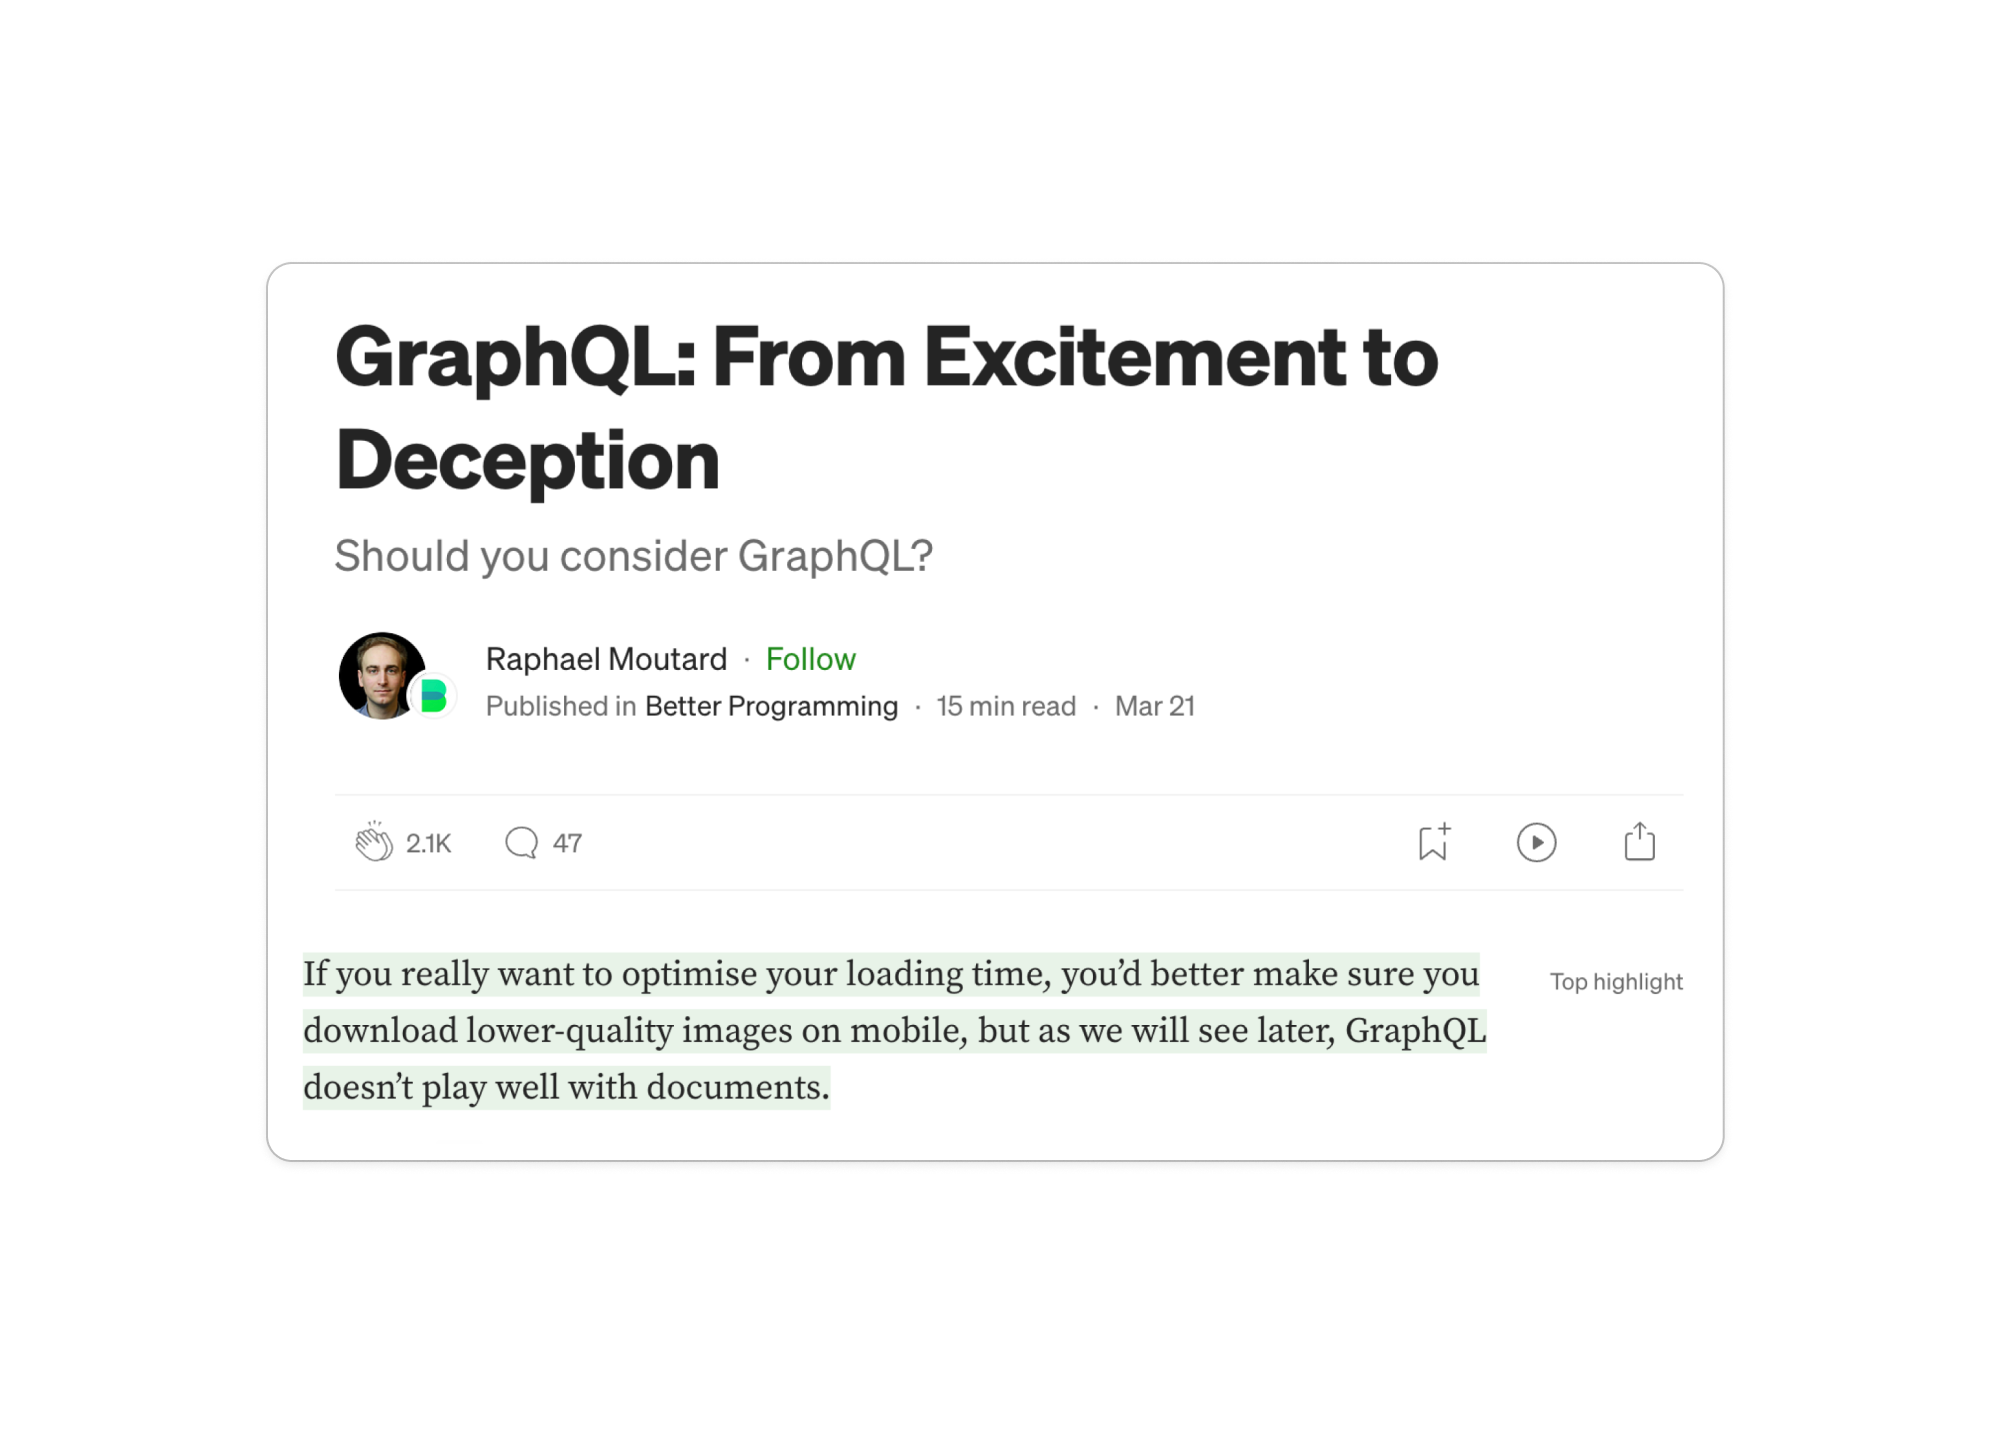 GraphQL: From Excitement to
Deception
Should you consider GraphQL?
Raphael Moutard · Follow
Published in Better Programming · 15 min read · Mar 21
2.1K 47
If you really want to optimise your loading time, you’d better make sure you
Top highlight
download lower-quality images on mobile, but as we will see later, GraphQL
doesn’t play well with documents.